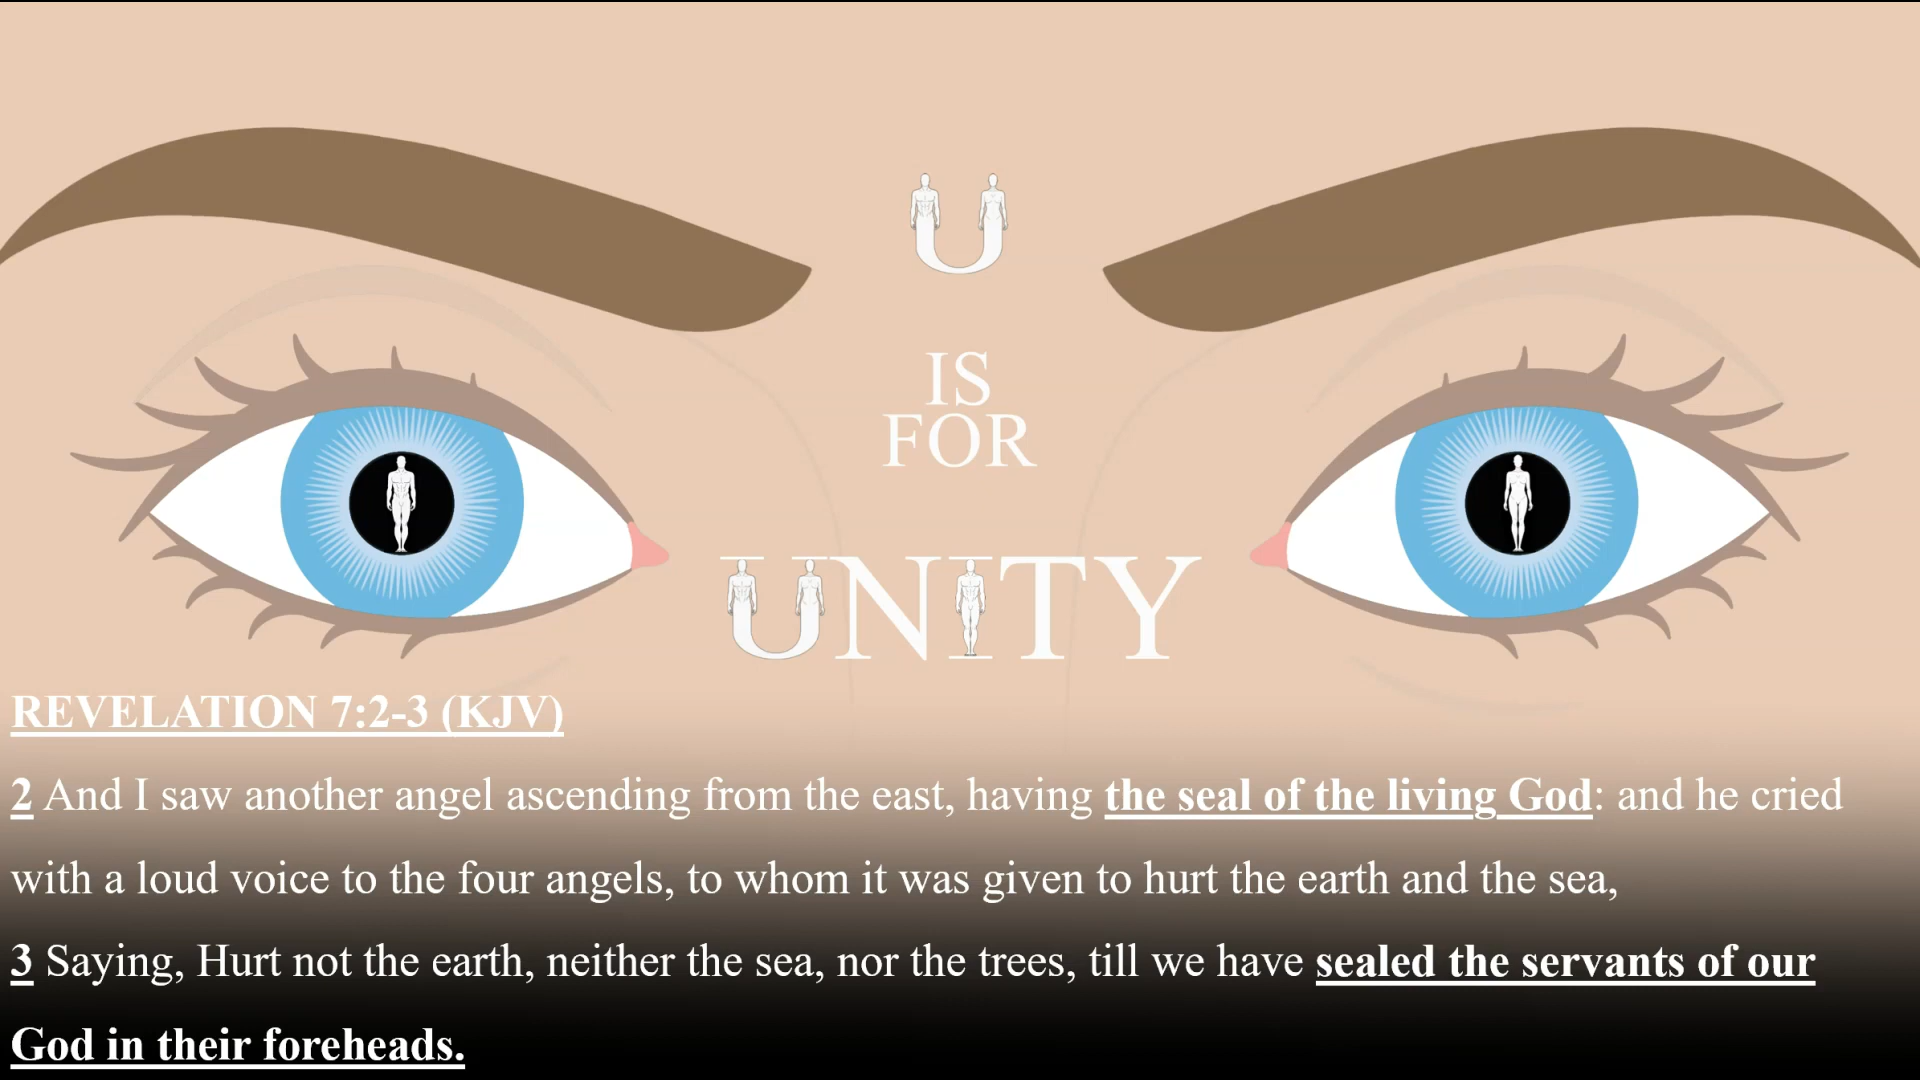 U
IS
FOR
UNITY
REVELATION 7:2-3 (KJV)
2 And I saw another angel ascending from the east, having the seal of the living God: and he cried
with a loud voice to the four angels, to whom it was given to hurt the earth and the sea,
3 Saying, Hurt not the earth, neither the sea, nor the trees, till we have sealed the servants of our
God in their foreheads.